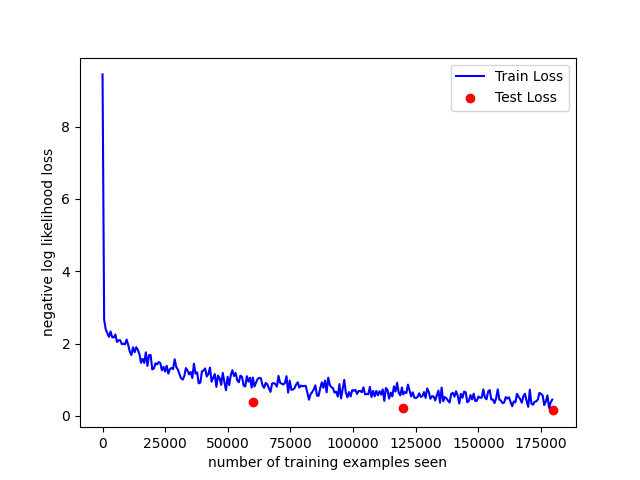 Train Loss
Test Loss
negative log likelihood loss
8
6
4
2
0
0 25000 50000 75000 100000 125000 150000 175000
number of training examples seen